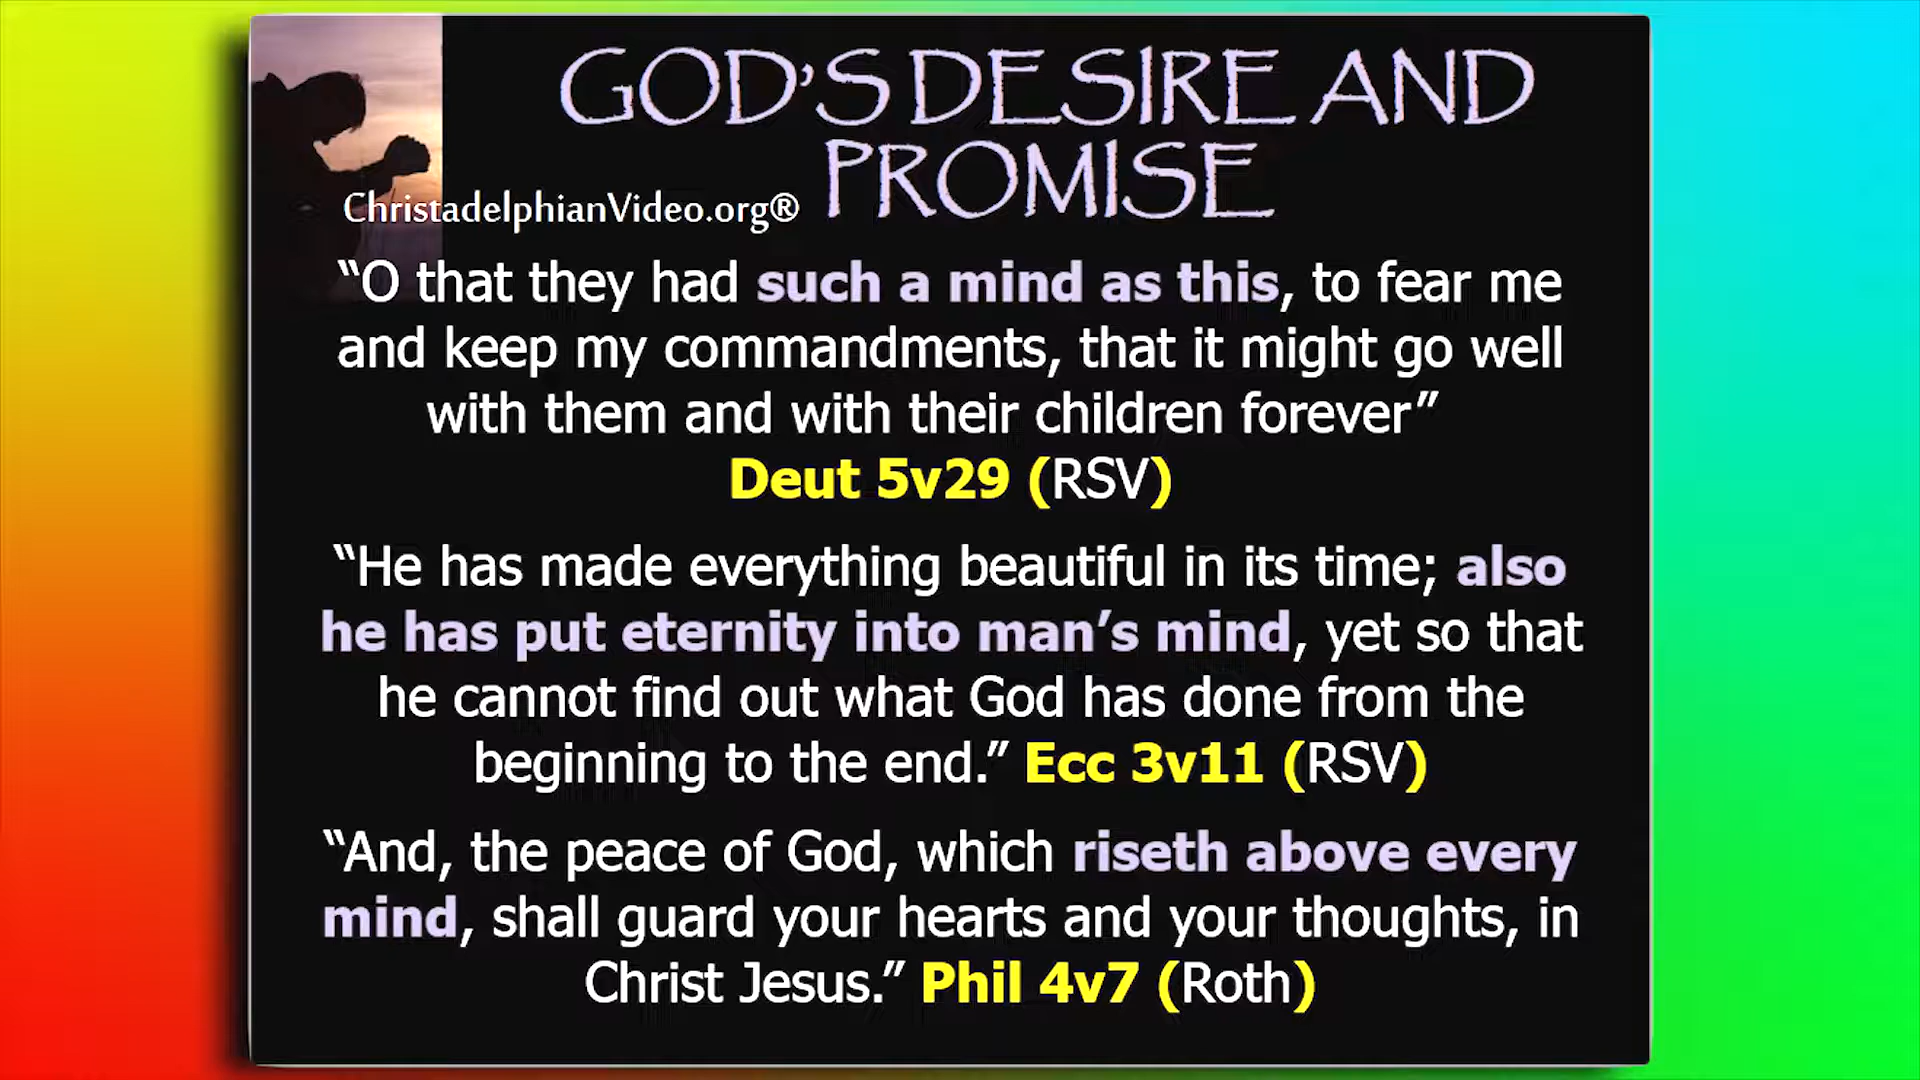 GOD'S DESIRE AND
PROMISE
ChristadelphianVideo.org®
“O that they had such a mind as this, to fear me
and keep my commandments, that it might go well
with them and with their children forever”
Deut 5v29 (RSV)
“He has made everything beautiful in its time; also
he has put eternity into man’s mind, yet so that
he cannot find out what God has done from the
beginning to the end.” Ecc 3v11 (RSV)
“And, the peace of God, which riseth above every
mind, shall guard your hearts and your thoughts, in
Christ Jesus.” Phil 4v7 (Roth)